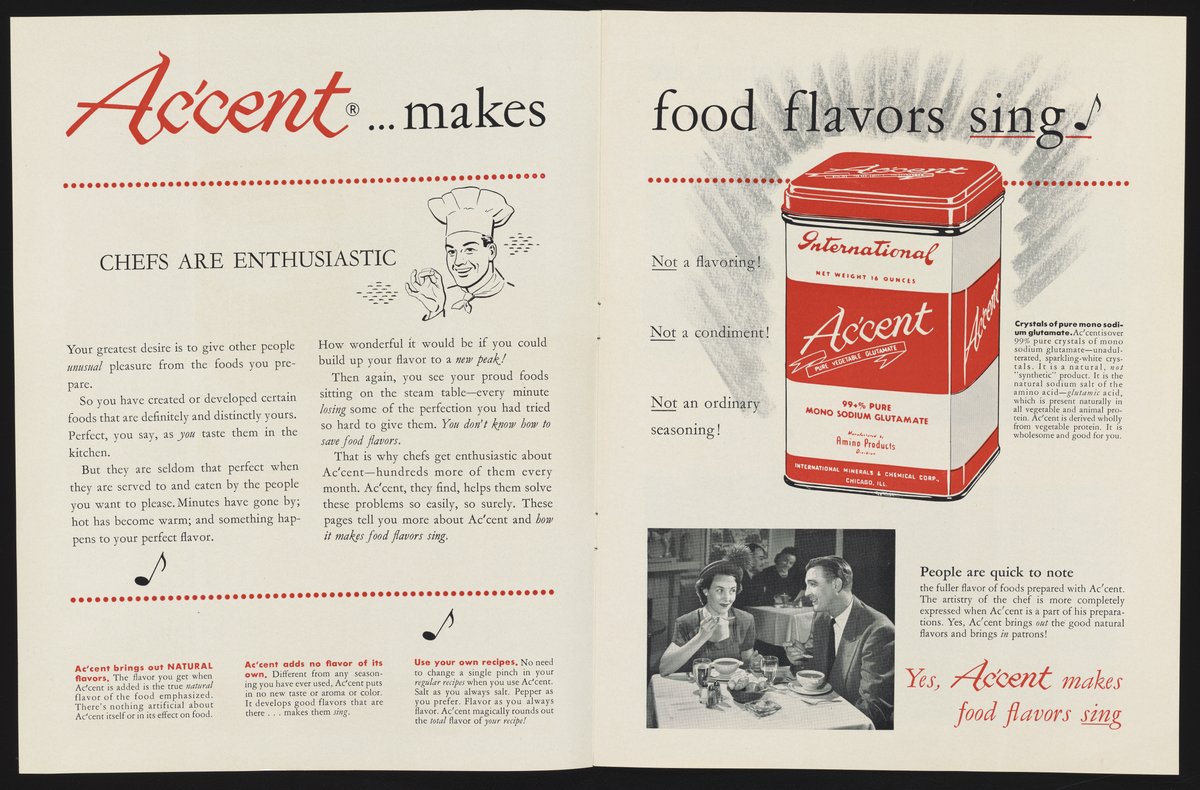 Ac'cent® ... makes
CHEFS ARE ENTHUSIASTIC
Your greatest desire is to give other people
unusual pleasure from the foods you pre-
pare.
So you have created or developed certain
foods that are definitely and distinctly yours.
Perfect, you say, as you taste them in the
kitchen.
But they are seldom that perfect when
they are served to and eaten by the people
you want to please. Minutes have gone by;
hot has become warm; and something hap-
pens to your perfect flavor.
How wonderful it would be if you could
build up your flavor to a new peak!
Then again, you see your proud foods
sitting on the steam table—every minute
losing some of the perfection you had tried
so hard to give them. You don't know how to
save food flavors.
That is why chefs get enthusiastic about
Ac'cent—hundreds more of them every
month. Ac'cent, they find, helps them solve
these problems so easily, so surely. These
pages tell you more about Ac'cent and how
it makes food flavors sing.
Ac'cent brings out NATURAL
flavors. The flavor you get when
Ac'cent is added is the true natural
flavor of the food emphasized.
There's nothing artificial about
Ac'cent itself or in its effect on food.
Ac'cent adds no flavor of its
own. Different from any season-
ing you have ever used, Ac'cent puts
in no new taste or aroma or color.
It develops good flavors that are
there . . . makes them sing.
Use your own recipes. No need
to change a single pinch in your
regular recipes when you use Ac'cent.
Salt as you always salt. Pepper as
you prefer. Flavor as you always
flavor. Ac'cent magically rounds out
the total flavor of your recipe!
food flavors sing
Not a flavoring!
Not a condiment!
Not an ordinary
seasoning!
Ac'cent
International
NET WEIGHT 16 OUNCES
Ac'cent
PURE VEGETABLE GLUTAMATE
99+% PURE
MONO SODIUM GLUTAMATE
Manufactured by
Amino Products
Division
INTERNATIONAL MINERALS & CHEMICAL CORP.,
CHICAGO, ILL.
Ac'cent
Crystals of pure mono sodi-
um glutamate. Ac'cent is over
99% pure crystals of mono
sodium glutamate—unadul-
terated, sparkling-white crys-
tals. It is a natural, not
"synthetic" product. It is the
natural sodium salt of the
amino acid—glutamic acid,
which is present naturally in
all vegetable and animal pro-
tein. Ac'cent is derived wholly
from vegetable protein. It is
wholesome and good for you.
People are quick to note
the fuller flavor of foods prepared with Ac'cent.
The artistry of the chef is more completely
expressed when Ac'cent is a part of his prepara-
tions. Yes, Ac'cent brings out the good natural
flavors and brings in patrons!
Yes, Ac'cent makes
food flavors sing